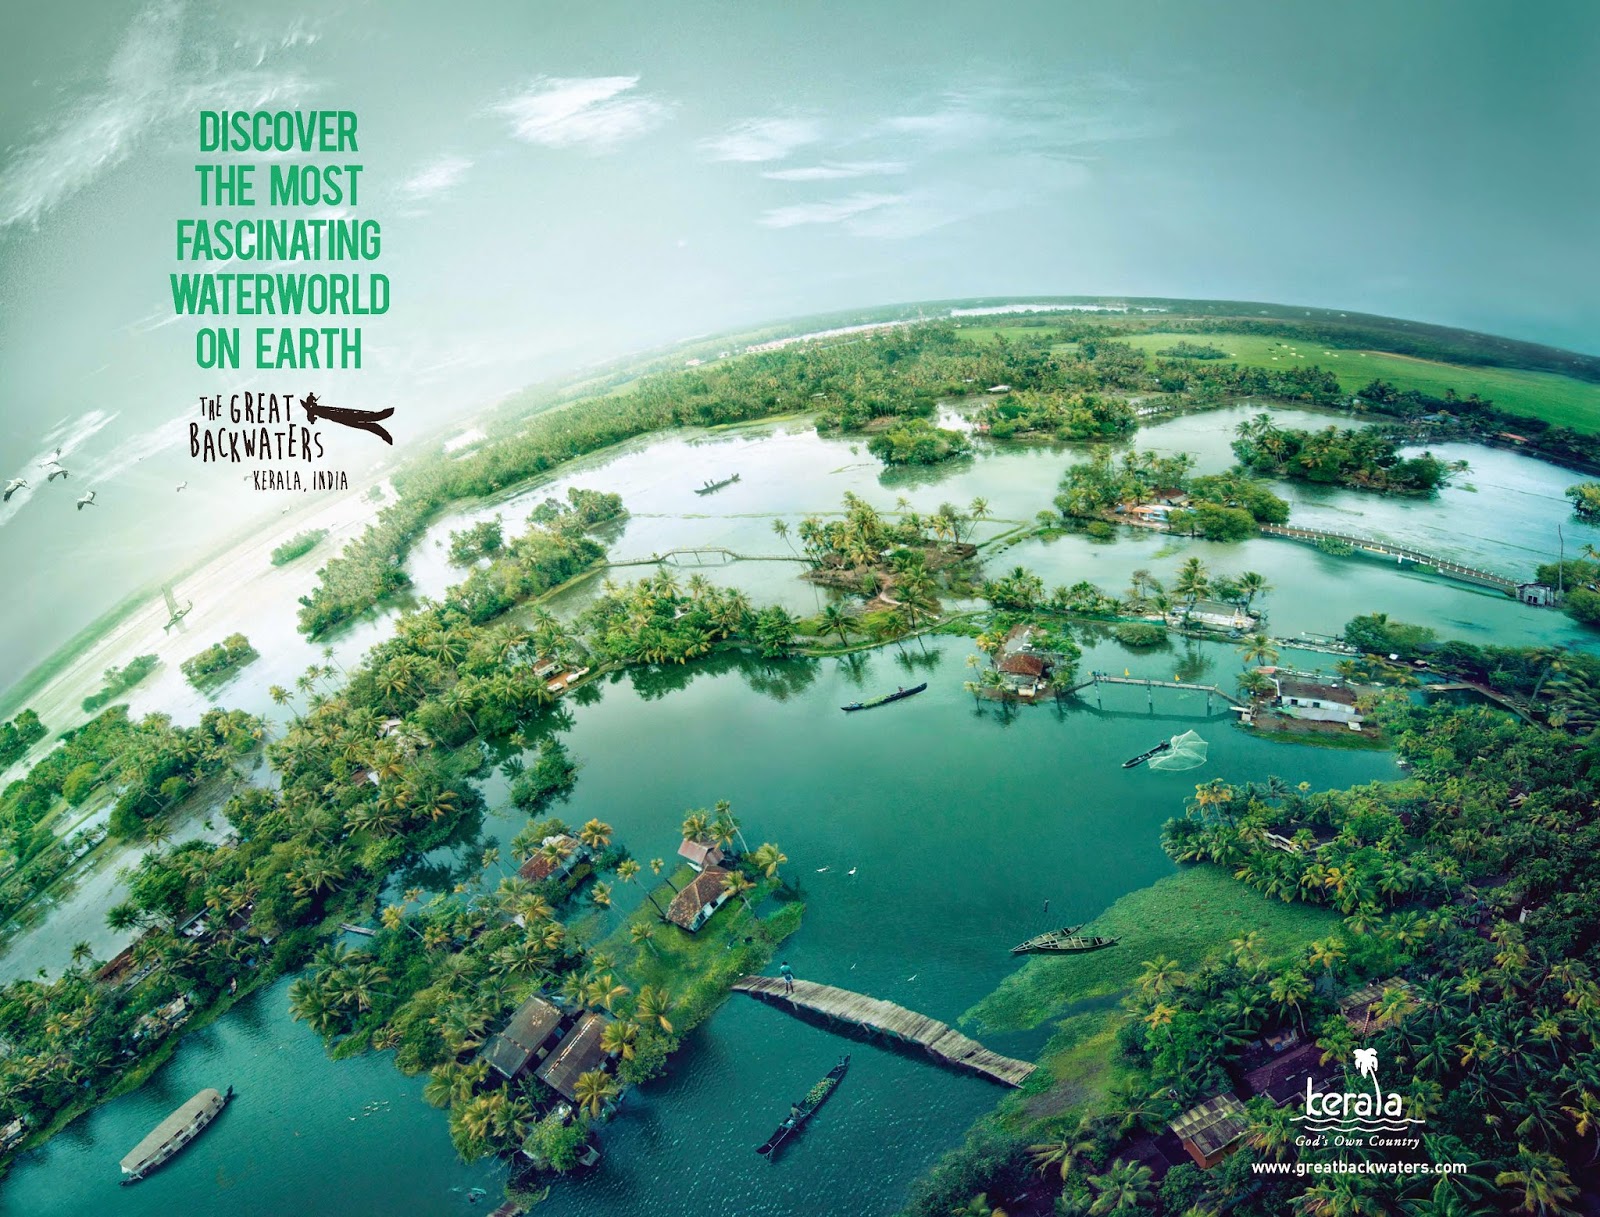 DISCOVER
THE MOST
FASCINATING
WATERWORLD
ON EARTH
THE GREAT
BACKWATERS
KERALA, INDIA
kerala
God's Own Country
www.greatbackwaters.com